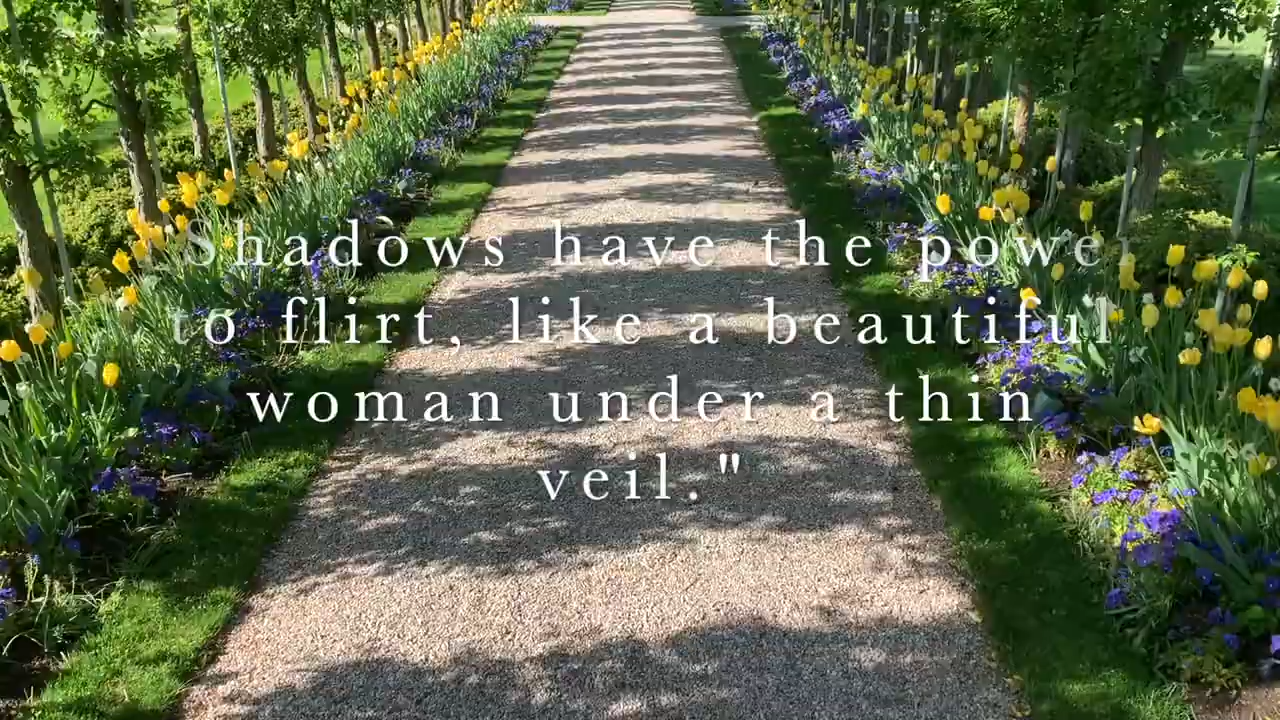 Shadows have the power
to flirt, like a beautiful
woman under a thin
veil."